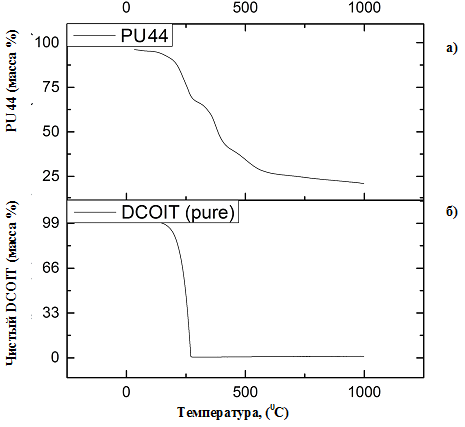 0 500 1000
PU44
а)
100
75
50
25
PU 44 (масса %)
DCOIT (pure)
б)
99
66
33
0
Чистый DCOIT (масса %)
0 500 1000
Температура, (⁰С)